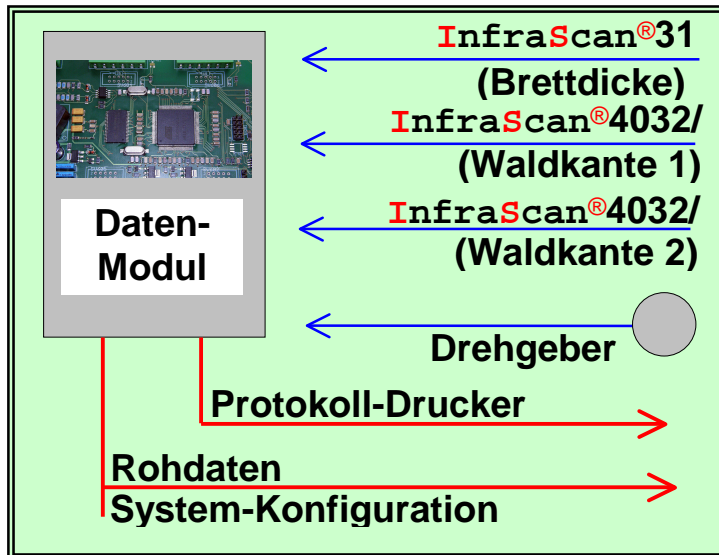 InfraScan®31
(Brettdicke)
InfraScan®4032/
(Waldkante 1)
InfraScan®4032/
(Waldkante 2)
Daten-
Modul
Drehgeber
Protokoll-Drucker
Rohdaten
System-Konfiguration